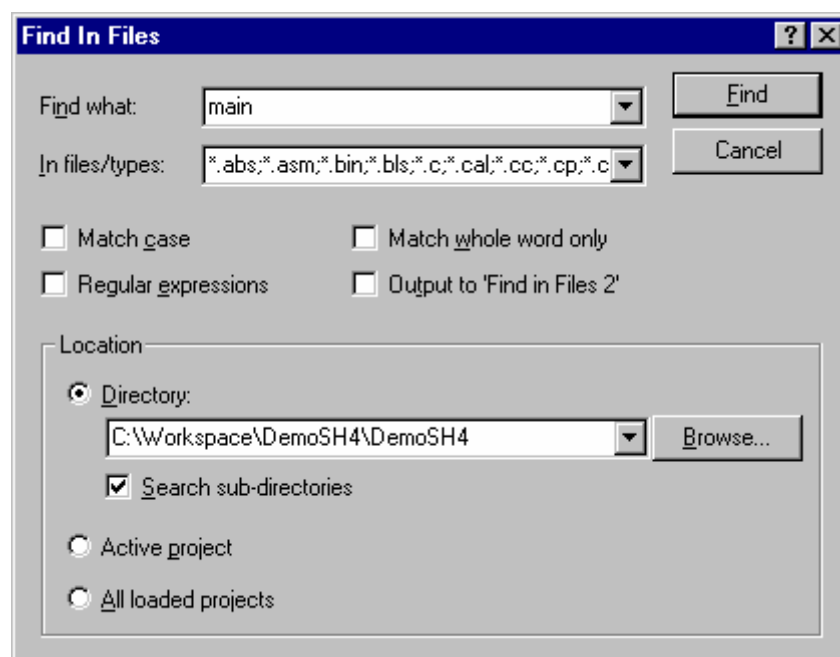 Find In Files
Find what: main Find
In files/types: *.abs;*.asm;*.bin;*.bls;*.c;*.cal;*.cc;*.cp;*.c Cancel
Match case Match whole word only
Regular expressions Output to 'Find in Files 2'
Location
Directory:
C:\Workspace\DemoSH4\DemoSH4 Browse...
Search sub-directories
Active project
All loaded projects